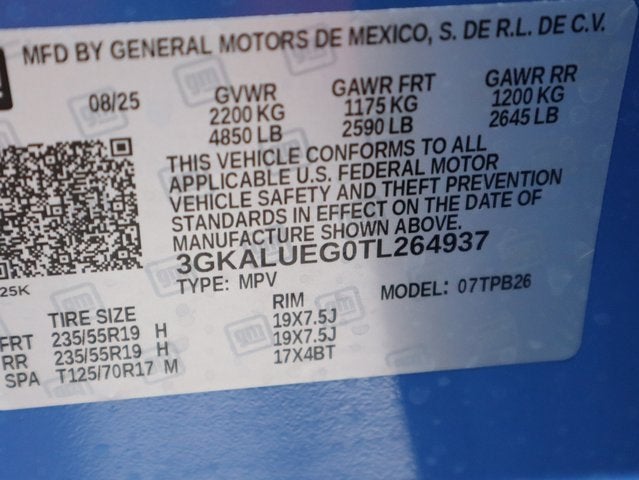 MFD BY GENERAL MOTORS DE MEXICO, S. DE R.L. DE C.V.
08/25 GVWR GAWR FRT GAWR RR
2200 KG 1175 KG 1200 KG
4850 LB 2590 LB 2645 LB
THIS VEHICLE CONFORMS TO ALL
APPLICABLE U.S. FEDERAL MOTOR
VEHICLE SAFETY AND THEFT PREVENTION
STANDARDS IN EFFECT ON THE DATE OF
MANUFACTURE SHOWN ABOVE.
3GKALUEG0TL264937
25K TYPE: MPV MODEL: 07TPB26
TIRE SIZE RIM
FRT 235/55R19 H 19X7.5J
RR 235/55R19 H 19X7.5J
SPA T125/70R17 M 17X4BT
gm